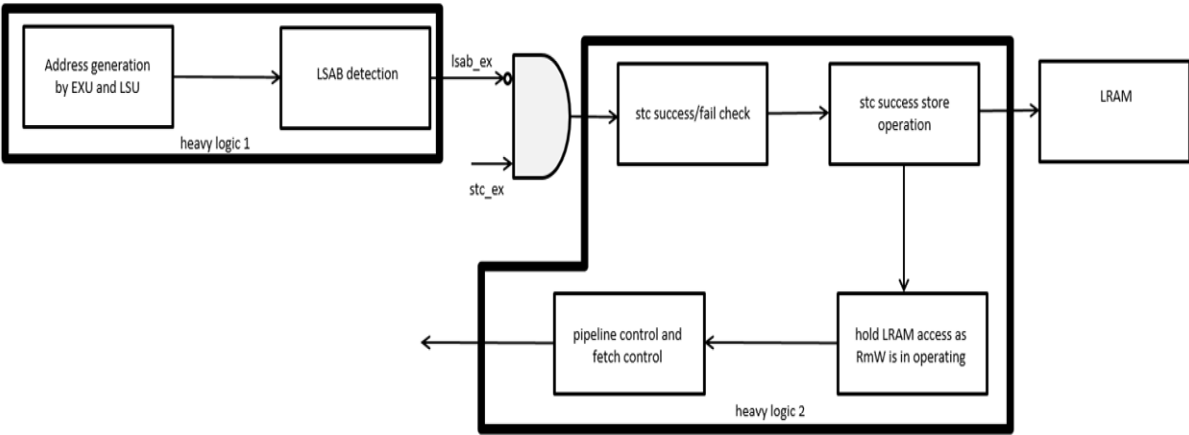 Address generation
by EXU and LSU
LSAB detection
heavy logic 1
lsab_ex
stc_ex
stc success/fail check
stc success store
operation
LRAM
pipeline control and
fetch control
hold LRAM access as
RmW is in operating
heavy logic 2